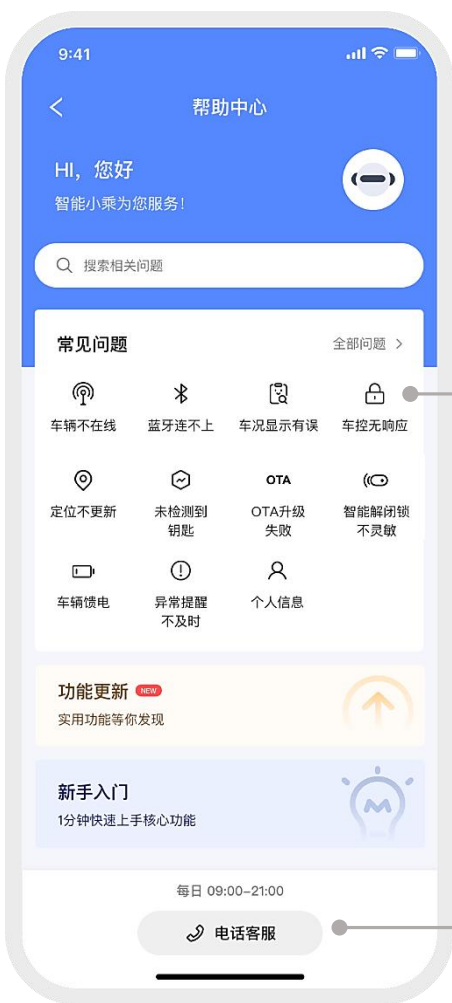 9:41
帮助中心
HI，您好
智能小乘为您服务！
搜索相关问题
常见问题
全部问题
车辆不在线
蓝牙连不上
车况显示有误
车控无响应
定位不更新
未检测到
钥匙
OTA
OTA升级
失败
智能解闭锁
不灵敏
车辆馈电
异常提醒
不及时
个人信息
功能更新 NEW
实用功能等你发现
新手入门
1分钟快速上手核心功能
每日 09:00-21:00
电话客服